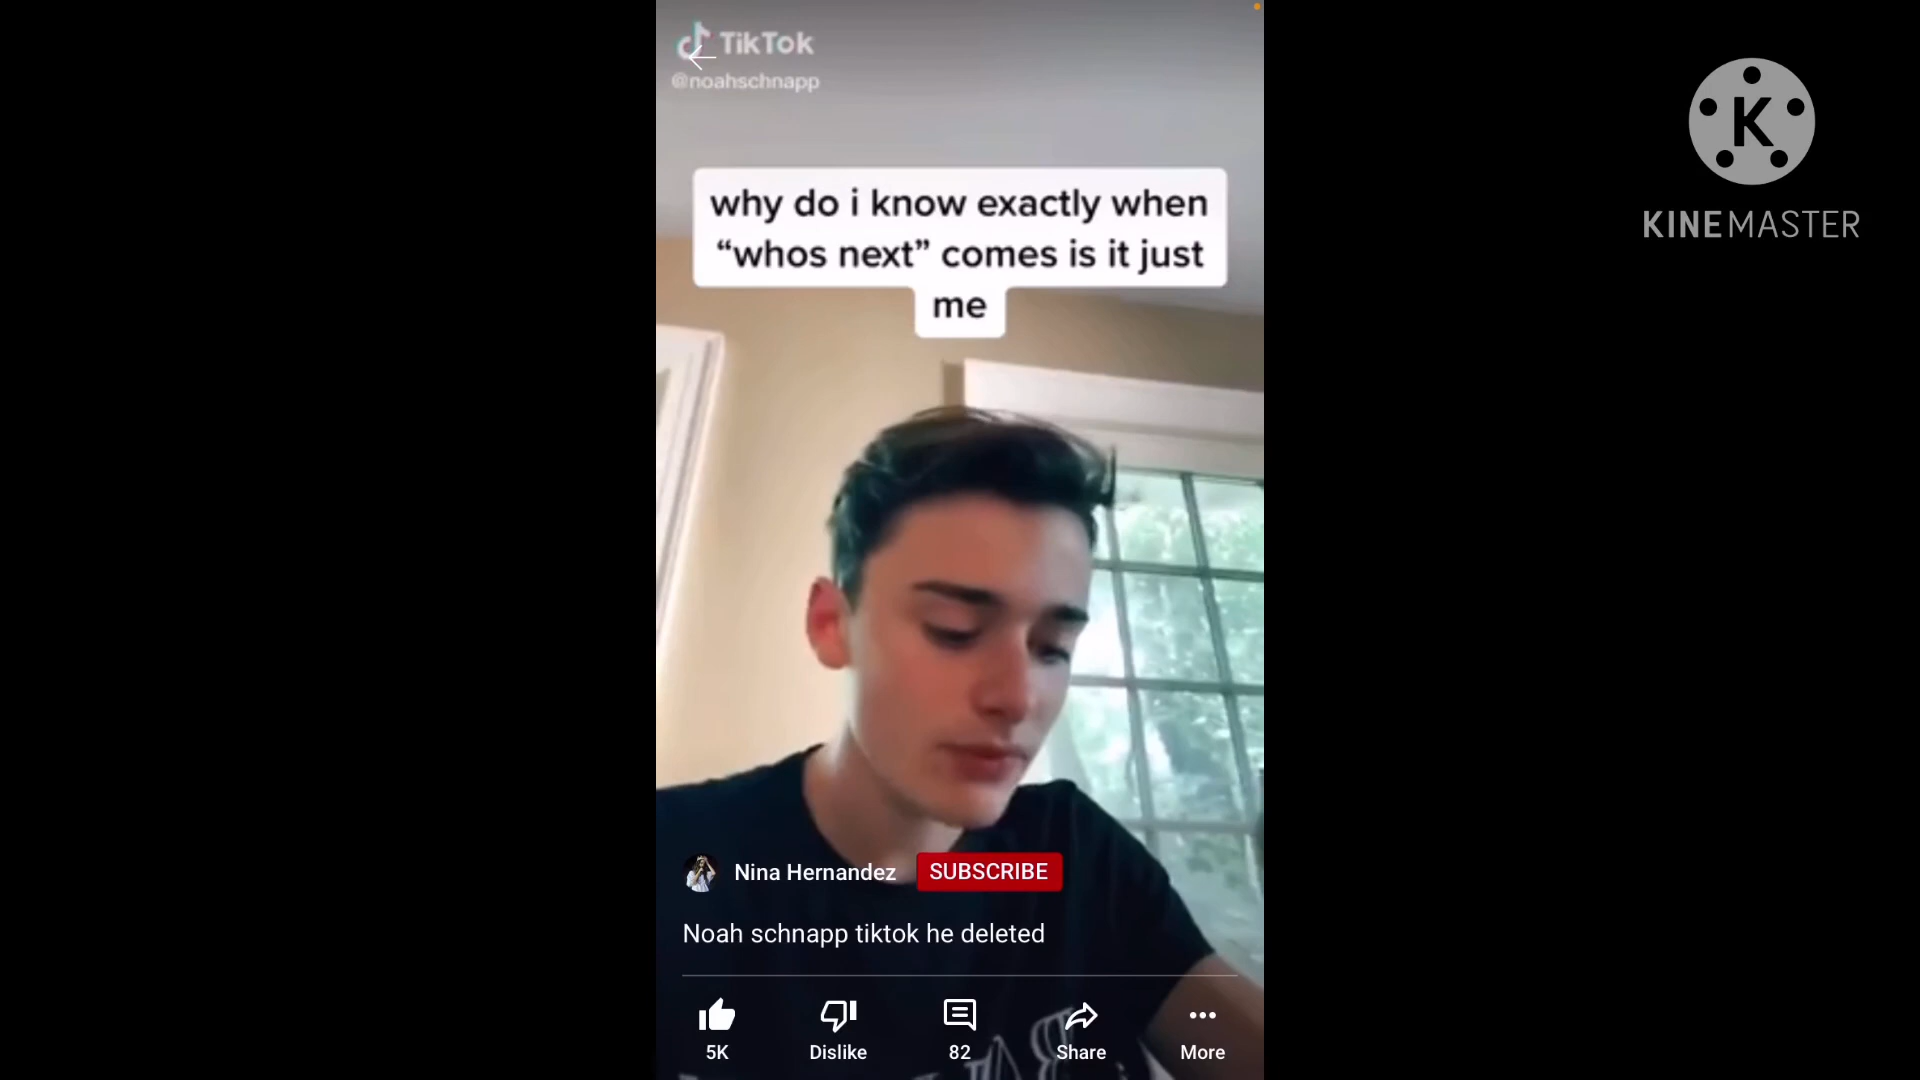 TikTok
@noahschnapp
K
KINEMASTER
why do i know exactly when
“whos next” comes is it just
me
Nina Hernandez
SUBSCRIBE
Noah schnapp tiktok he deleted
5K
Dislike
82
Share
More